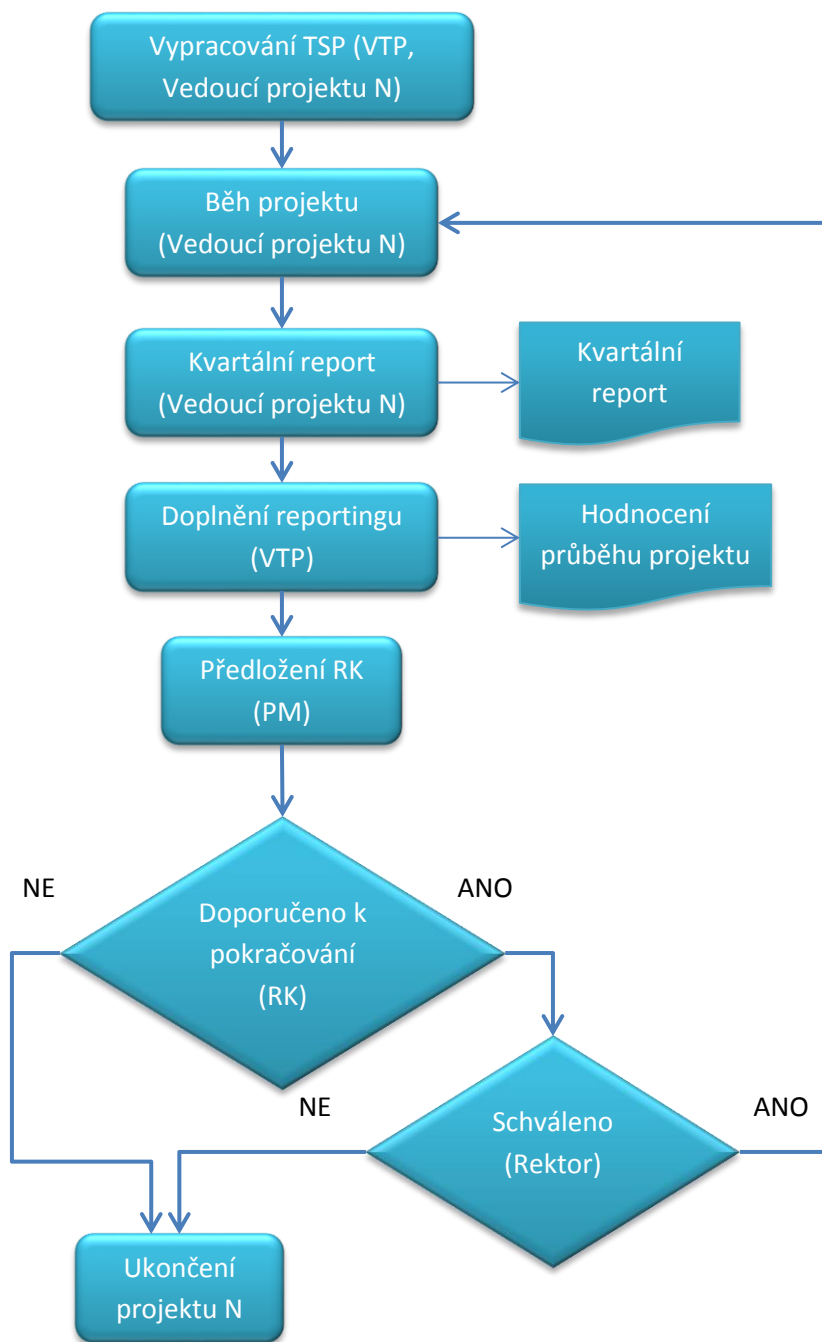 Vypracování TSP (VTP,
Vedoucí projektu N)
Běh projektu
(Vedoucí projektu N)
Kvartální report
(Vedoucí projektu N)
Kvartální
report
Doplnění reportingu
(VTP)
Hodnocení
průběhu projektu
Předložení RK
(PM)
NE
ANO
Doporučeno k
pokračování
(RK)
NE
ANO
Schváleno
(Rektor)
Ukončení
projektu N